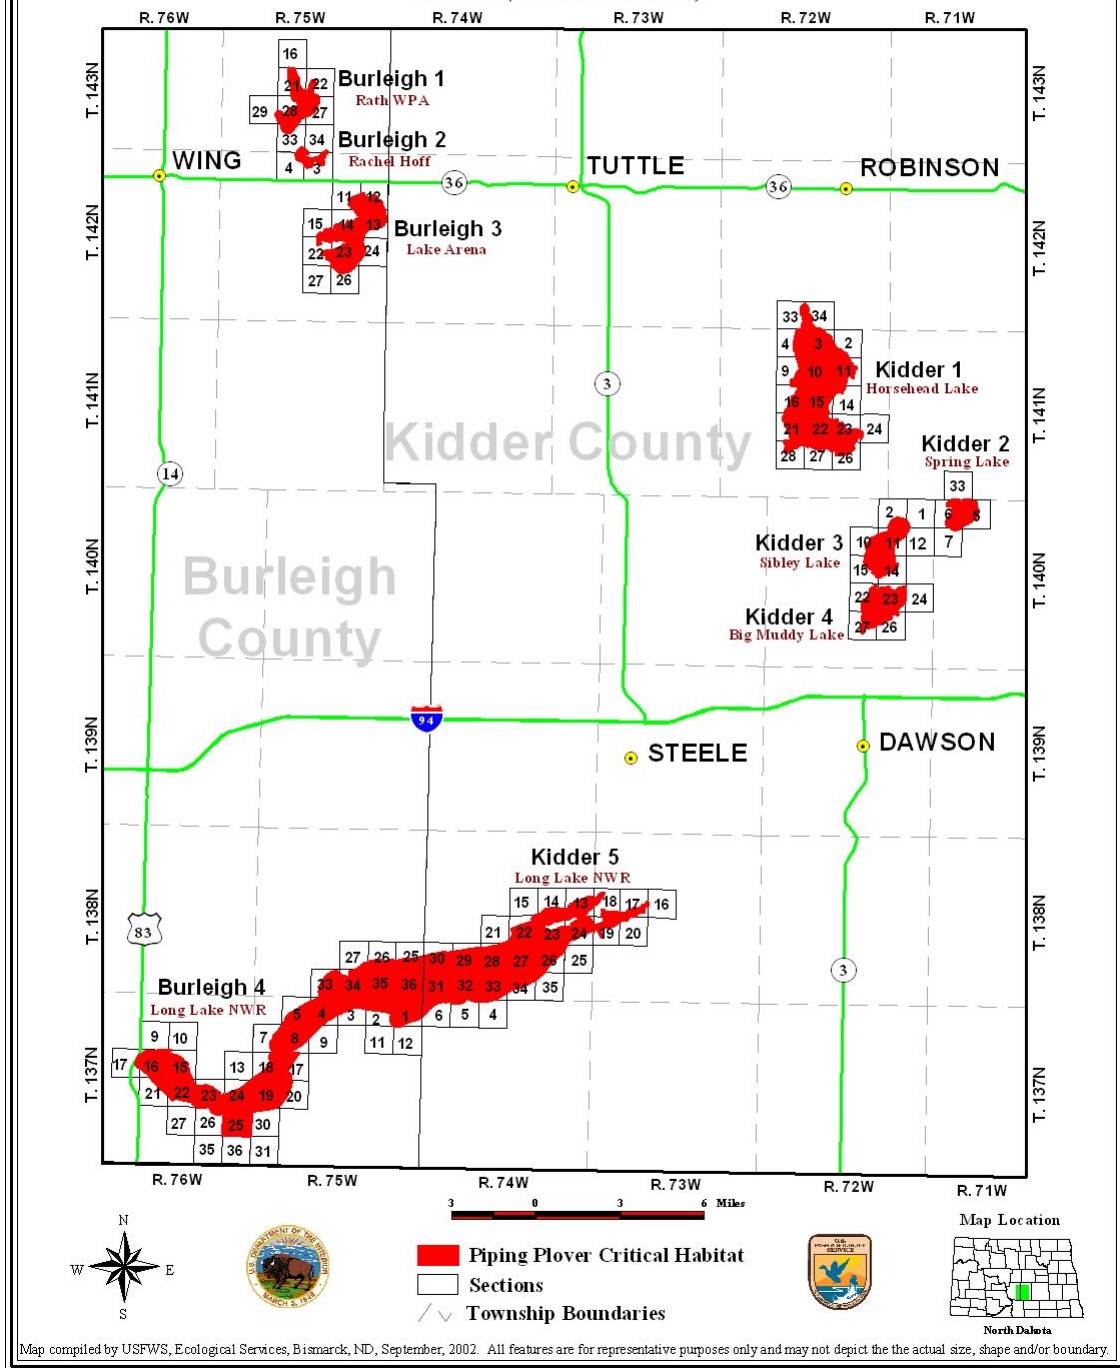 R. 76W R. 75W R. 74W R. 73W R. 72W R. 71W
T. 143N T. 143N
16
21 22
29 28 27
33 34
4 3
Burleigh 1
Rath WPA
Burleigh 2
Rachel Hoff
WING
TUTTLE
ROBINSON
36
36
T. 142N T. 142N
11 12
15 14 13
22 23 24
27 26
Burleigh 3
Lake Arena
33 34
4 3 2
9 10 11
16 15 14
21 22 23 24
28 27 26
Kidder 1
Horsehead Lake
T. 141N T. 141N
3
14
Kidder County
Kidder 2
Spring Lake
33
2 1 6 5
10 11 12 7
15 14
22 23 24
27 26
Kidder 3
Sibley Lake
Kidder 4
Big Muddy Lake
T. 140N T. 140N
Burleigh
County
94
T. 139N T. 139N
STEELE
DAWSON
Kidder 5
Long Lake NWR
T. 138N T. 138N
83
3
15 14 13 18 17 16
21 22 23 24 19 20
27 26 25 30 29 28 27 26 25
33 34 35 36 31 32 33 34 35
Burleigh 4
Long Lake NWR
5 4 3 2 1 6 5 4
9 10 7 8 9 11 12
17 16 15 13 18 17
21 22 23 24 19 20
27 26 25 30
35 36 31
T. 137N T. 137N
R. 76W R. 75W R. 74W R. 73W R. 72W R. 71W
3 0 3 6 Miles
N
W E
S
U.S. DEPARTMENT OF THE INTERIOR
MARCH 3, 1849
Piping Plover Critical Habitat
Sections
Township Boundaries
U.S.
FISH & WILDLIFE
SERVICE
Map Location
North Dakota
Map compiled by USFWS, Ecological Services, Bismarck, ND, September, 2002. All features are for representative purposes only and may not depict the the actual size, shape and/or boundary.